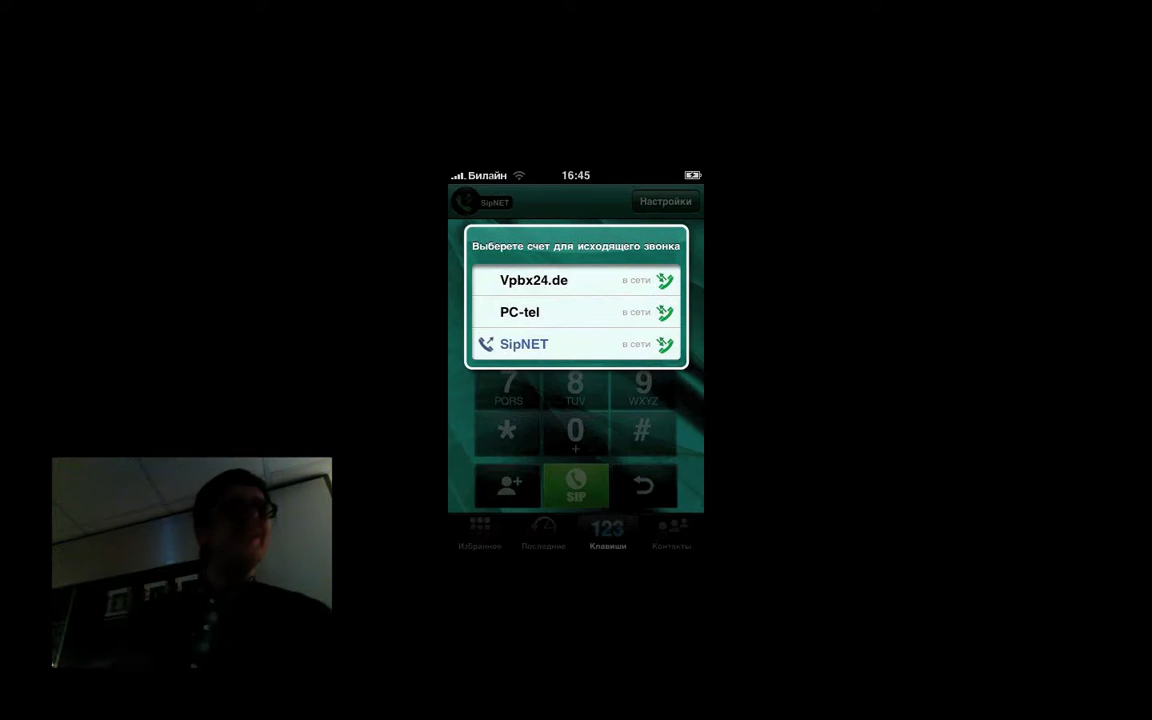 Билайн 16:45
SipNET Настройки
Выберете счет для исходящего звонка
Vpbx24.de в сети
PC-tel в сети
SipNET в сети
7 8 9
PQRS TUV WXYZ
* 0 #
+
SIP
123
Избранное Последние Клавиши Контакты